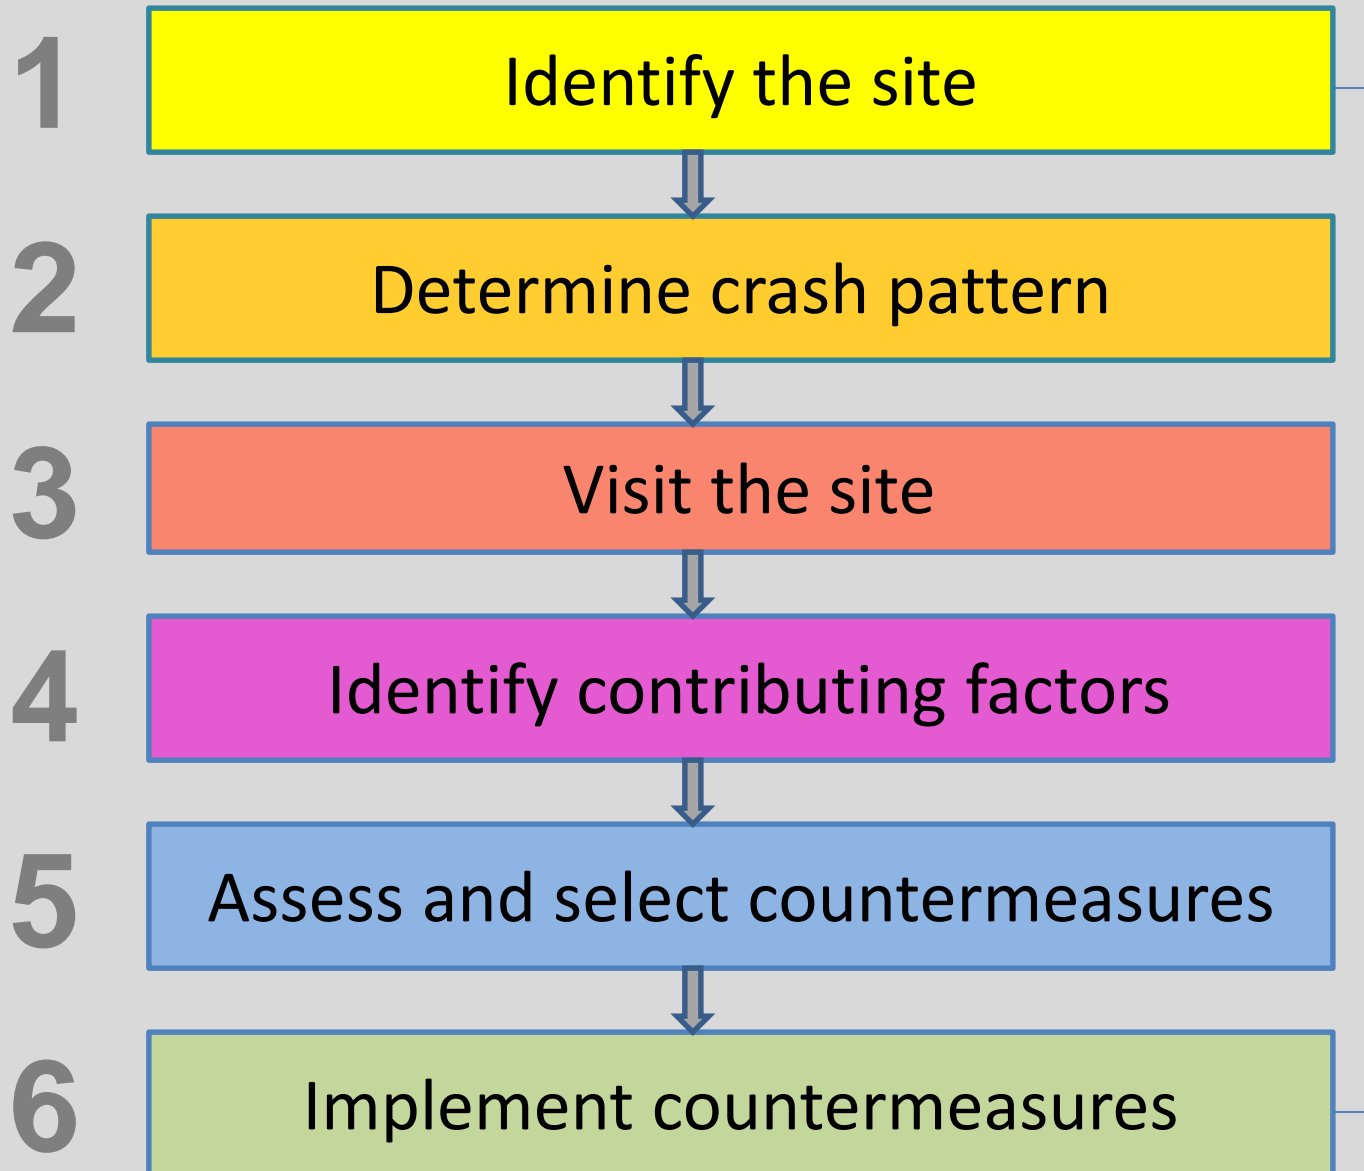 1
Identify the site
2
Determine crash pattern
3
Visit the site
4
Identify contributing factors
5
Assess and select countermeasures
6
Implement countermeasures